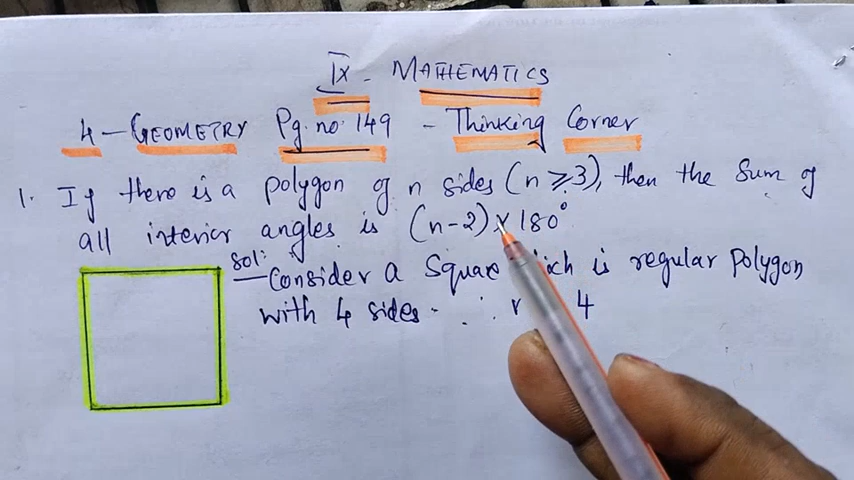 IX - MATHEMATICS
4 - GEOMETRY Pg. no: 149 - Thinking Corner
1. If there is a polygon of n sides (n ≥ 3), then the sum of
all interior angles is (n-2) × 180°
Sol: Consider a square is regular polygon
with 4 sides. ∴ 4